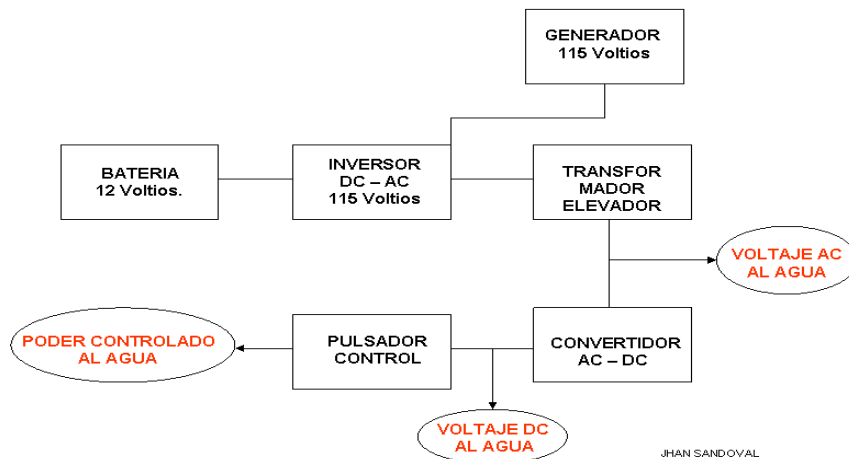 GENERADOR
115 Voltios
BATERIA
12 Voltios.
INVERSOR
DC – AC
115 Voltios
TRANSFOR
MADOR
ELEVADOR
VOLTAJE AC
AL AGUA
PODER CONTROLADO
AL AGUA
PULSADOR
CONTROL
CONVERTIDOR
AC – DC
VOLTAJE DC
AL AGUA
JHAN SANDOVAL